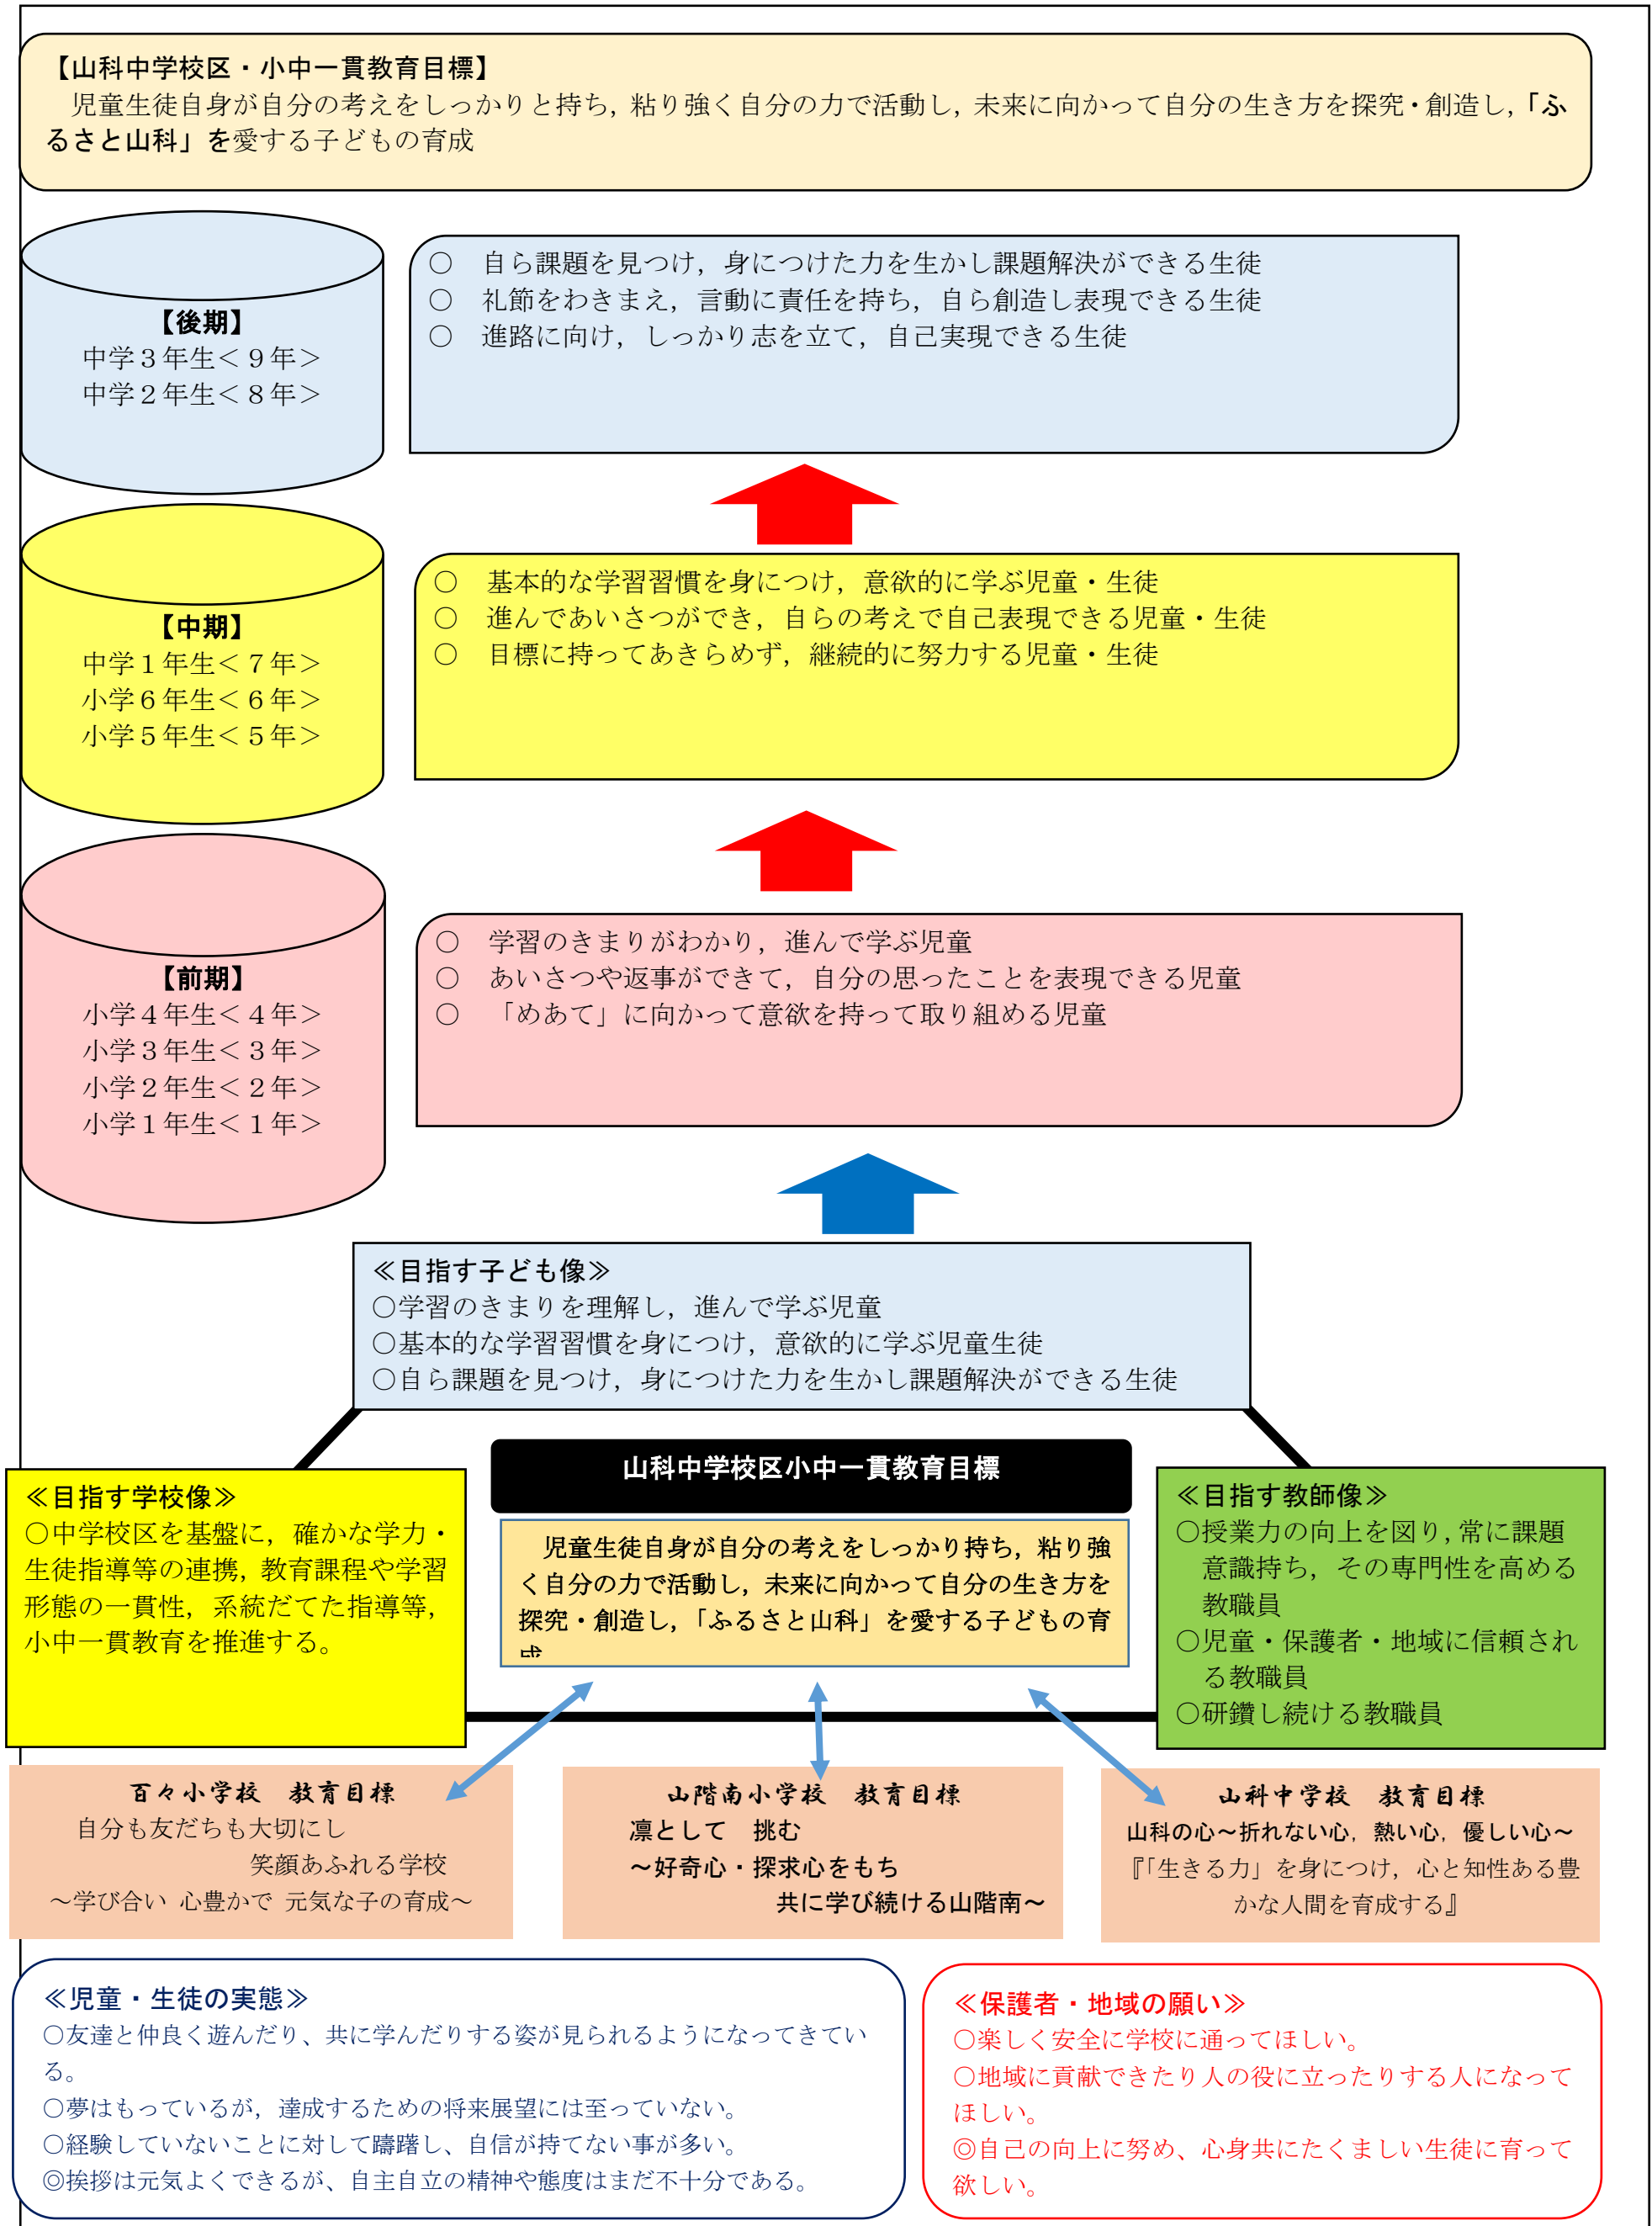 【山科中学校区・小中一貫教育目標】
児童生徒自身が自分の考えをしっかりと持ち，粘り強く自分の力で活動し，未来に向かって自分の生き方を探究・創造し，「ふ
るさと山科」を愛する子どもの育成
【後期】
中学３年生＜９年＞
中学２年生＜８年＞
○　自ら課題を見つけ，身につけた力を生かし課題解決ができる生徒
○　礼節をわきまえ，言動に責任を持ち，自ら創造し表現できる生徒
○　進路に向け，しっかり志を立て，自己実現できる生徒
【中期】
中学１年生＜７年＞
小学６年生＜６年＞
小学５年生＜５年＞
○　基本的な学習習慣を身につけ，意欲的に学ぶ児童・生徒
○　進んであいさつができ，自らの考えで自己表現できる児童・生徒
○　目標に持ってあきらめず，継続的に努力する児童・生徒
【前期】
小学４年生＜４年＞
小学３年生＜３年＞
小学２年生＜２年＞
小学１年生＜１年＞
○　学習のきまりがわかり，進んで学ぶ児童
○　あいさつや返事ができて，自分の思ったことを表現できる児童
○　「めあて」に向かって意欲を持って取り組める児童
≪目指す子ども像≫
○学習のきまりを理解し，進んで学ぶ児童
○基本的な学習習慣を身につけ，意欲的に学ぶ児童生徒
○自ら課題を見つけ，身につけた力を生かし課題解決ができる生徒
≪目指す学校像≫
○中学校区を基盤に，確かな学力・
生徒指導等の連携，教育課程や学習
形態の一貫性，系統だてた指導等，
小中一貫教育を推進する。
山科中学校区小中一貫教育目標
児童生徒自身が自分の考えをしっかり持ち，粘り強
く自分の力で活動し，未来に向かって自分の生き方を
探究・創造し，「ふるさと山科」を愛する子どもの育
成
≪目指す教師像≫
○授業力の向上を図り，常に課題
意識持ち，その専門性を高める
教職員
○児童・保護者・地域に信頼され
る教職員
○研鑽し続ける教職員
百々小学校　教育目標
自分も友だちも大切にし
笑顔あふれる学校
～学び合い 心豊かで 元気な子の育成～
山階南小学校　教育目標
凛として　挑む
～好奇心・探求心をもち
共に学び続ける山階南～
山科中学校　教育目標
山科の心～折れない心，熱い心，優しい心～
『「生きる力」を身につけ，心と知性ある豊
かな人間を育成する』
≪児童・生徒の実態≫
○友達と仲良く遊んだり、共に学んだりする姿が見られるようになってきてい
る。
○夢はもっているが，達成するための将来展望には至っていない。
○経験していないことに対して躊躇し、自信が持てない事が多い。
◎挨拶は元気よくできるが、自主自立の精神や態度はまだ不十分である。
≪保護者・地域の願い≫
○楽しく安全に学校に通ってほしい。
○地域に貢献できたり人の役に立ったりする人になって
ほしい。
◎自己の向上に努め、心身共にたくましい生徒に育って
欲しい。